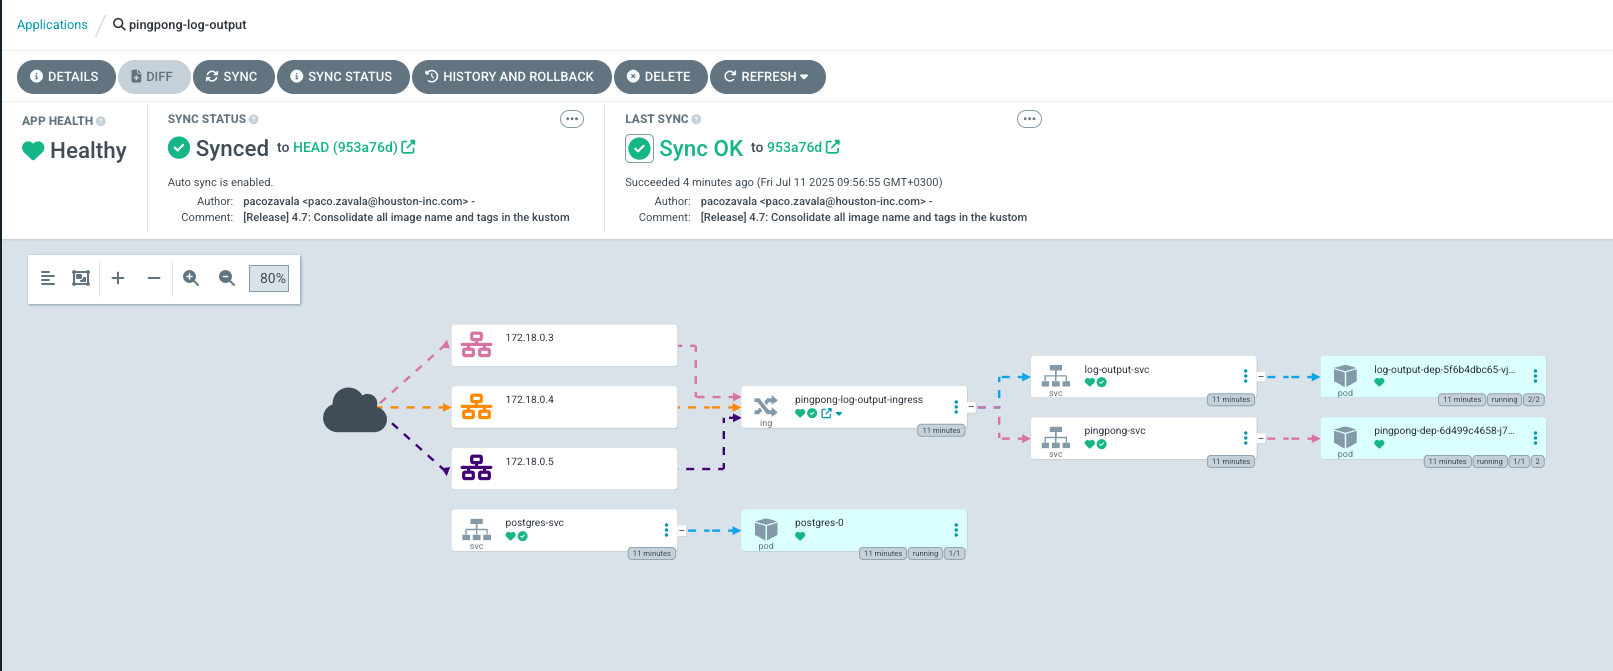 Applications / pingpong-log-output
DETAILS DIFF SYNC SYNC STATUS HISTORY AND ROLLBACK DELETE REFRESH
APP HEALTH
Healthy
SYNC STATUS
Synced to HEAD (953a76d)
Auto sync is enabled.
Author: pacozavala <paco.zavala@houston-inc.com> -
Comment: [Release] 4.7: Consolidate all image name and tags in the kustom
LAST SYNC
Sync OK to 953a76d
Succeeded 4 minutes ago (Fri Jul 11 2025 09:56:55 GMT+0300)
Author: pacozavala <paco.zavala@houston-inc.com> -
Comment: [Release] 4.7: Consolidate all image name and tags in the kustom
80%
172.18.0.3
172.18.0.4
172.18.0.5
pingpong-log-output-ingress
ing
11 minutes
log-output-svc
svc
11 minutes
log-output-dep-5f6b4dbc65-vj...
pod
11 minutes running 2/2
pingpong-svc
svc
11 minutes
pingpong-dep-6d499c4658-j7...
pod
11 minutes running 1/1 2
postgres-svc
svc
11 minutes
postgres-0
pod
11 minutes running 1/1